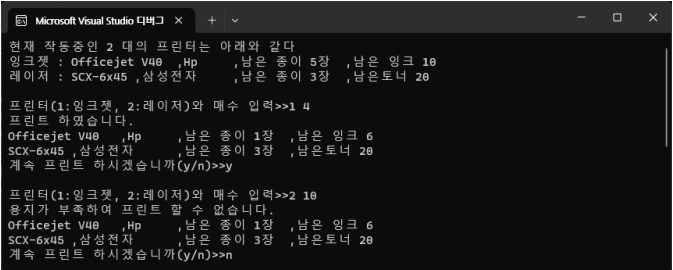 Microsoft Visual Studio 디버그
현재 작동중인 2 대의 프린터는 아래와 같다
잉크젯 : Officejet V40 ,Hp ,남은 종이 5장 ,남은 잉크 10
레이저 : SCX-6x45 ,삼성전자 ,남은 종이 3장 ,남은토너 20
프린터(1:잉크젯, 2:레이저)와 매수 입력>>1 4
프린트 하였습니다.
Officejet V40 ,Hp ,남은 종이 1장 ,남은 잉크 6
SCX-6x45 ,삼성전자 ,남은 종이 3장 ,남은토너 20
계속 프린트 하시겠습니까(y/n)>>y
프린터(1:잉크젯, 2:레이저)와 매수 입력>>2 10
용지가 부족하여 프린트 할 수 없습니다.
Officejet V40 ,Hp ,남은 종이 1장 ,남은 잉크 6
SCX-6x45 ,삼성전자 ,남은 종이 3장 ,남은토너 20
계속 프린트 하시겠습니까(y/n)>>n